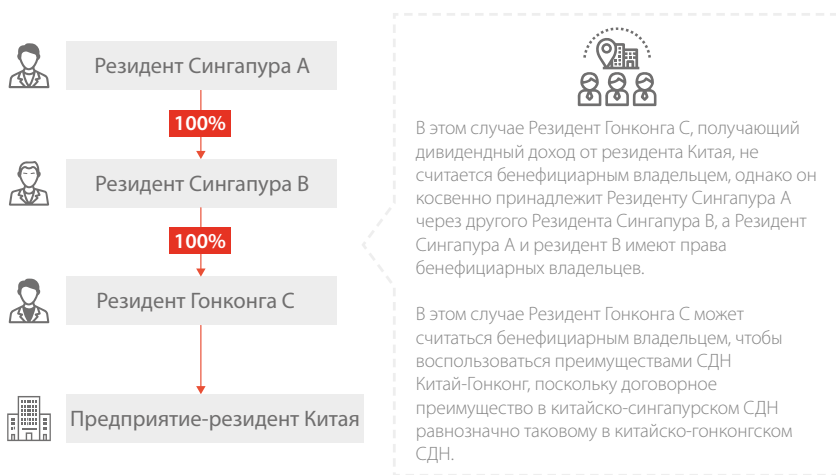 Резидент Сингапура А
100%
Резидент Сингапура В
100%
Резидент Гонконга С
Предприятие-резидент Китая
В этом случае Резидент Гонконга С, получающий
дивидендный доход от резидента Китая, не
считается бенефициарным владельцем, однако он
косвенно принадлежит Резиденту Сингапура А
через другого Резидента Сингапура В, а Резидент
Сингапура А и резидент В имеют права
бенефициарных владельцев.
В этом случае Резидент Гонконга С может
считаться бенефициарным владельцем, чтобы
воспользоваться преимуществами СДН
Китай-Гонконг, поскольку договорное
преимущество в китайско-сингапурском СДН
равнозначно таковому в китайско-гонконгском
СДН.